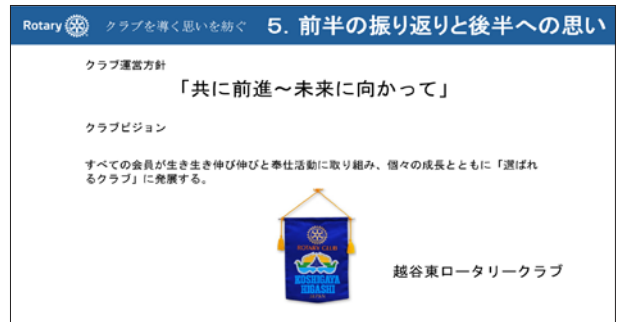 Rotary クラブを導く思いを紡ぐ 5. 前半の振り返りと後半への思い
クラブ運営方針
「共に前進～未来に向かって」
クラブビジョン
すべての会員が生き生き伸び伸びと奉仕活動に取り組み、個々の成長とともに「選ばれ
るクラブ」に発展する。
ROTARY CLUB
KOSHIGAYA
HIGASHI
JAPAN
越谷東ロータリークラブ